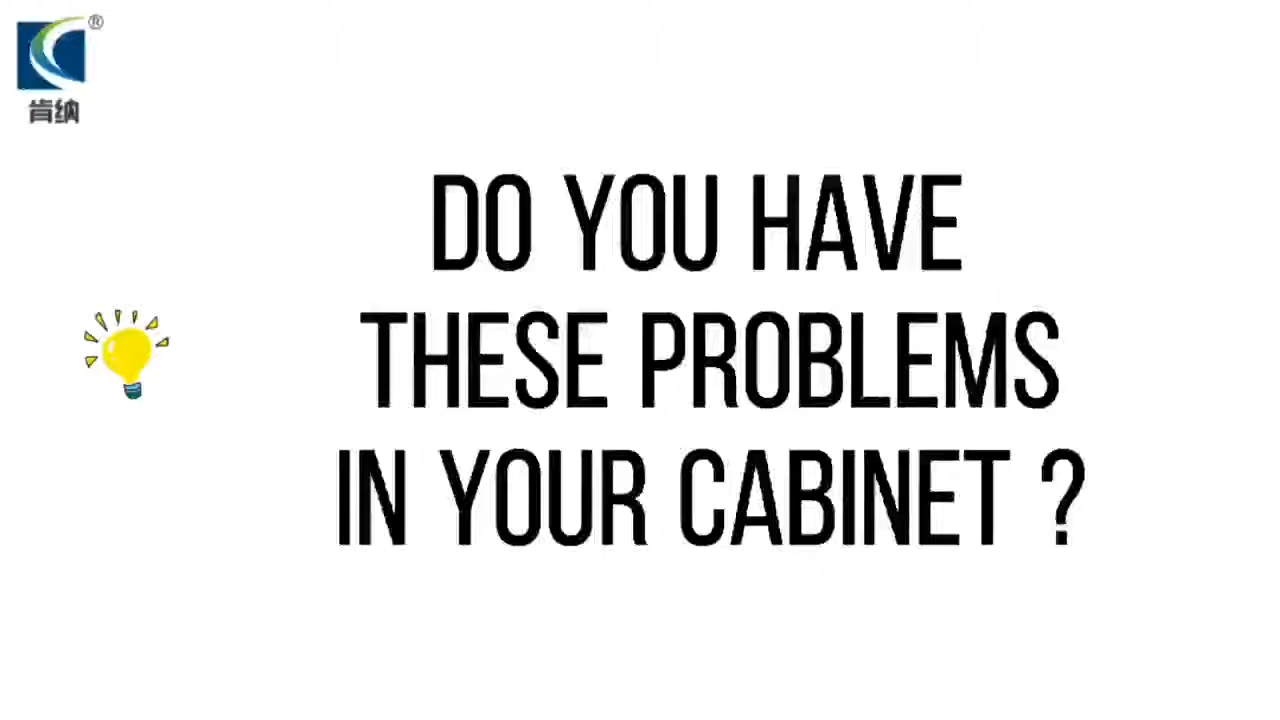 ®
肯纳
DO YOU HAVE
THESE PROBLEMS
IN YOUR CABINET ?